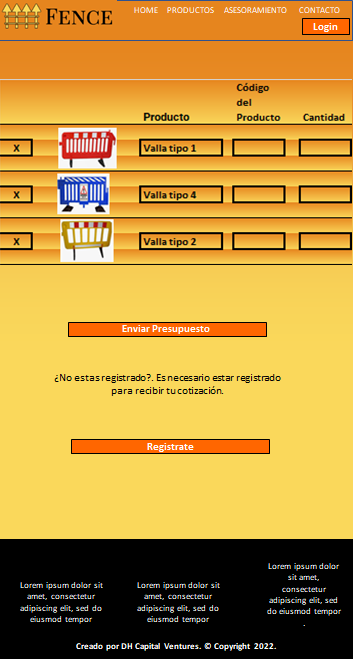 FENCE
HOME PRODUCTOS ASESORAMIENTO CONTACTO
Login
Código
del
Producto Producto Cantidad
X Valla tipo 1
X Valla tipo 4
X Valla tipo 2
Enviar Presupuesto
¿No estas registrado?. Es necesario estar registrado
para recibir tu cotización.
Registrate
Lorem ipsum dolor sit
amet, consectetur
adipiscing elit, sed do
eiusmod tempor
Lorem ipsum dolor sit
amet, consectetur
adipiscing elit, sed do
eiusmod tempor
Lorem ipsum dolor
sit amet,
consectetur
adipiscing elit, sed
do eiusmod tempor
.
Creado por DH Capital Ventures. © Copyright 2022.